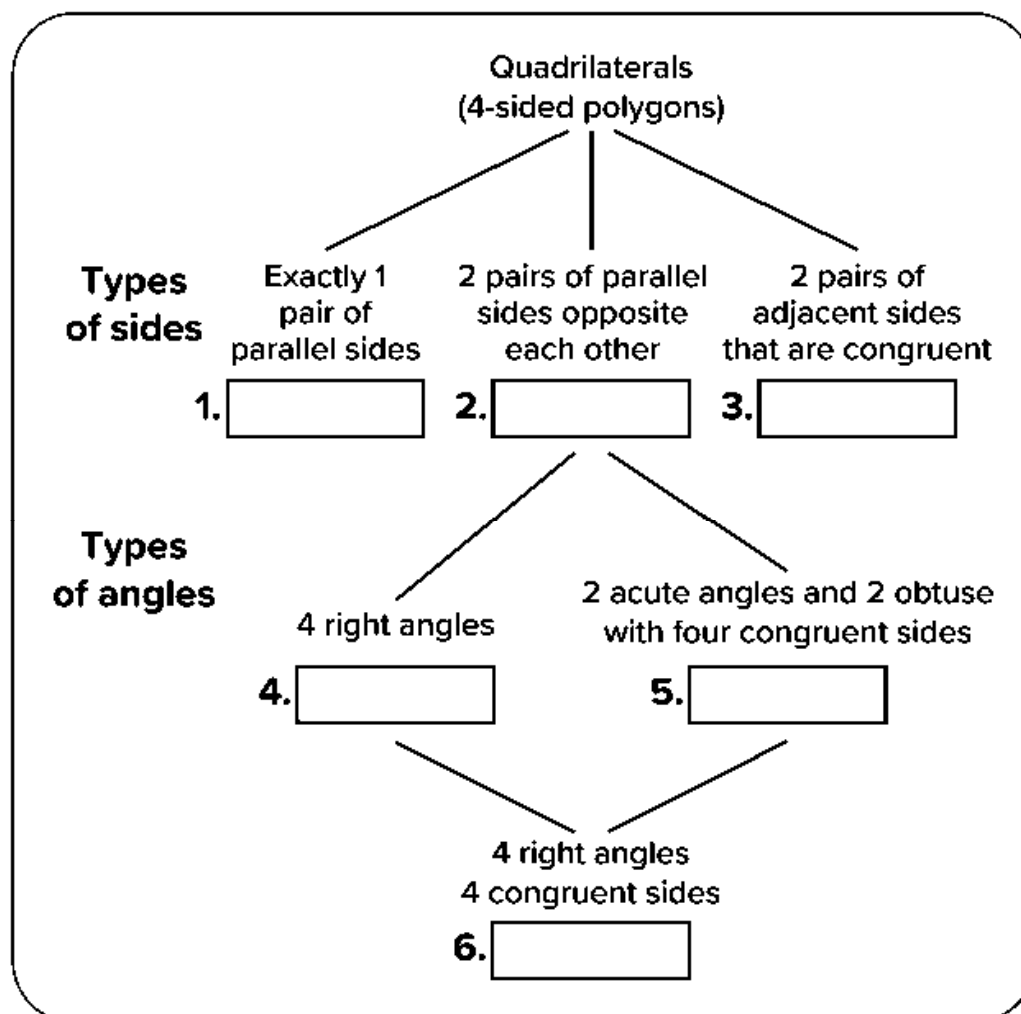 Quadrilaterals
(4-sided polygons)
Types
of sides
Exactly 1
pair of
parallel sides
2 pairs of parallel
sides opposite
each other
2 pairs of
adjacent sides
that are congruent
1.
2.
3.
Types
of angles
4 right angles
2 acute angles and 2 obtuse
with four congruent sides
4.
5.
4 right angles
4 congruent sides
6.